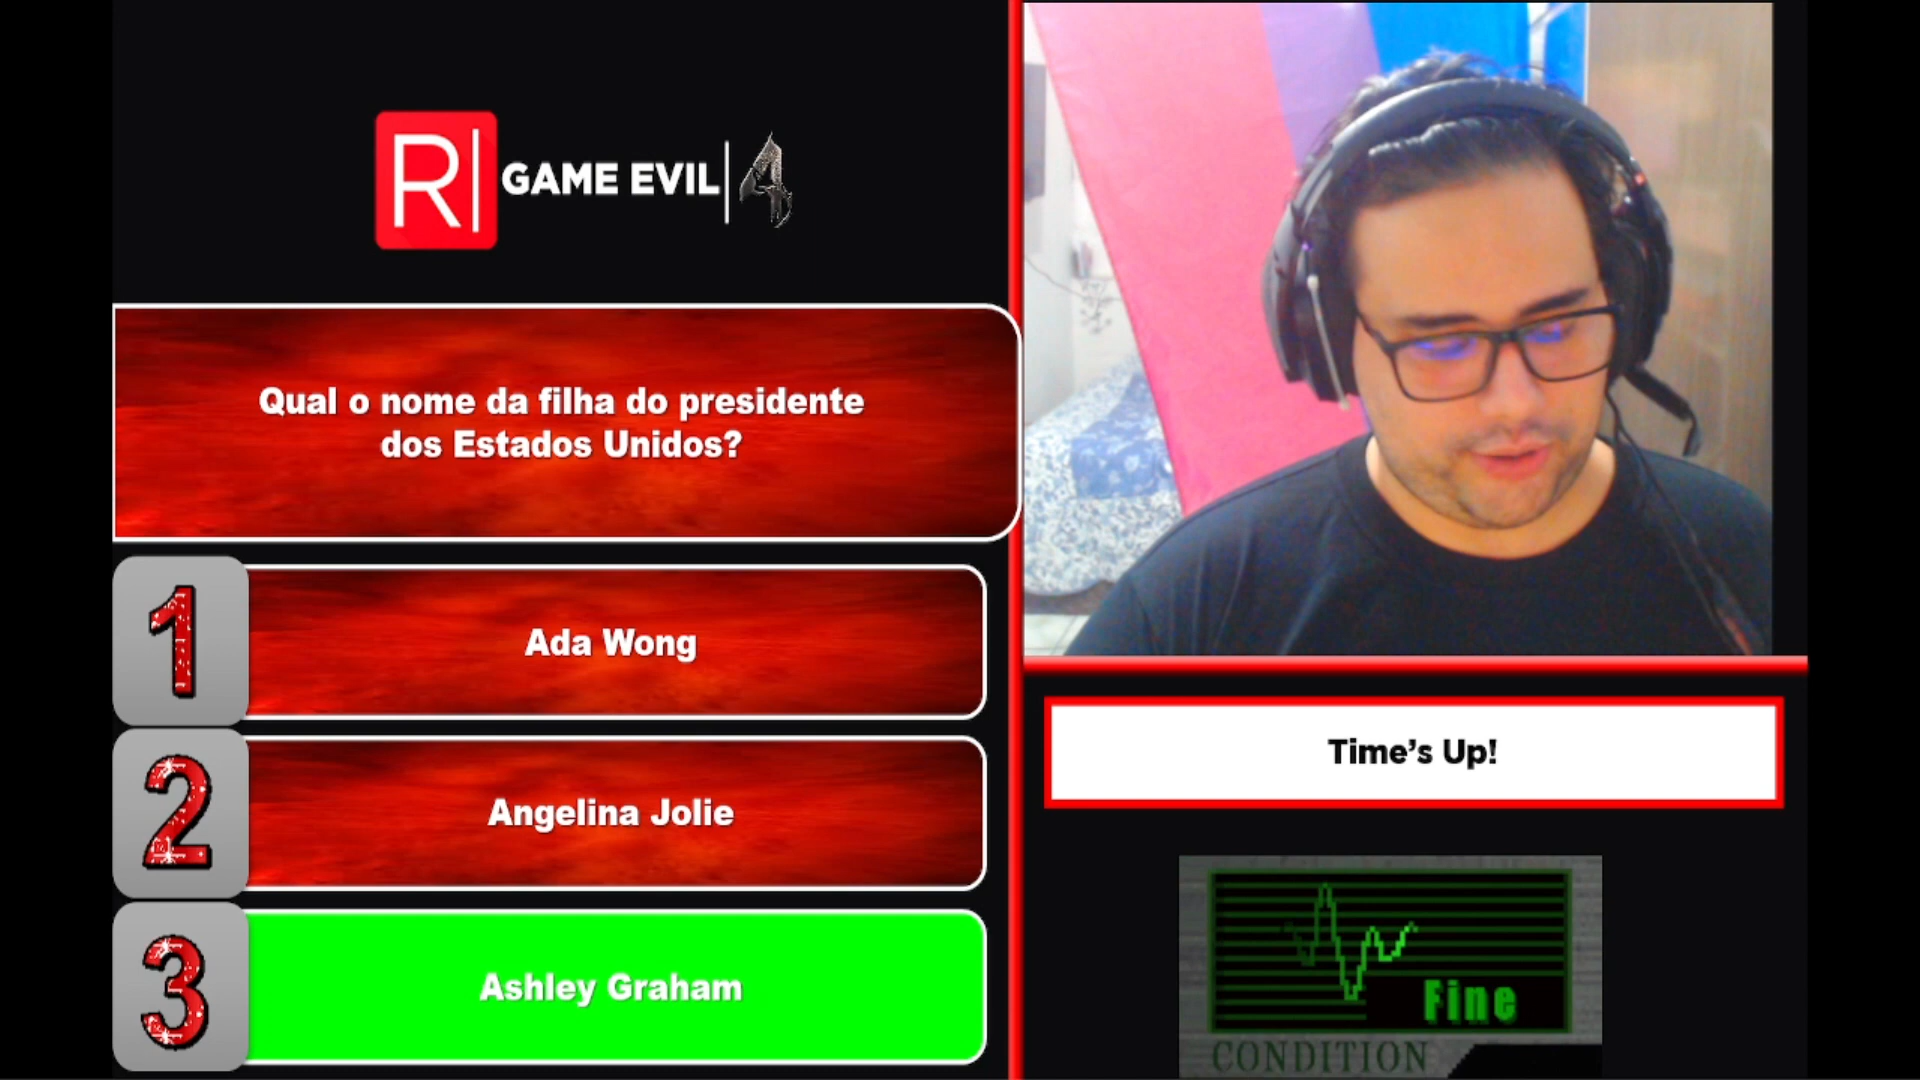 R| GAME EVIL|4
Qual o nome da filha do presidente
dos Estados Unidos?
1
Ada Wong
2
Angelina Jolie
3
Ashley Graham
Time’s Up!
Fine
CONDITION